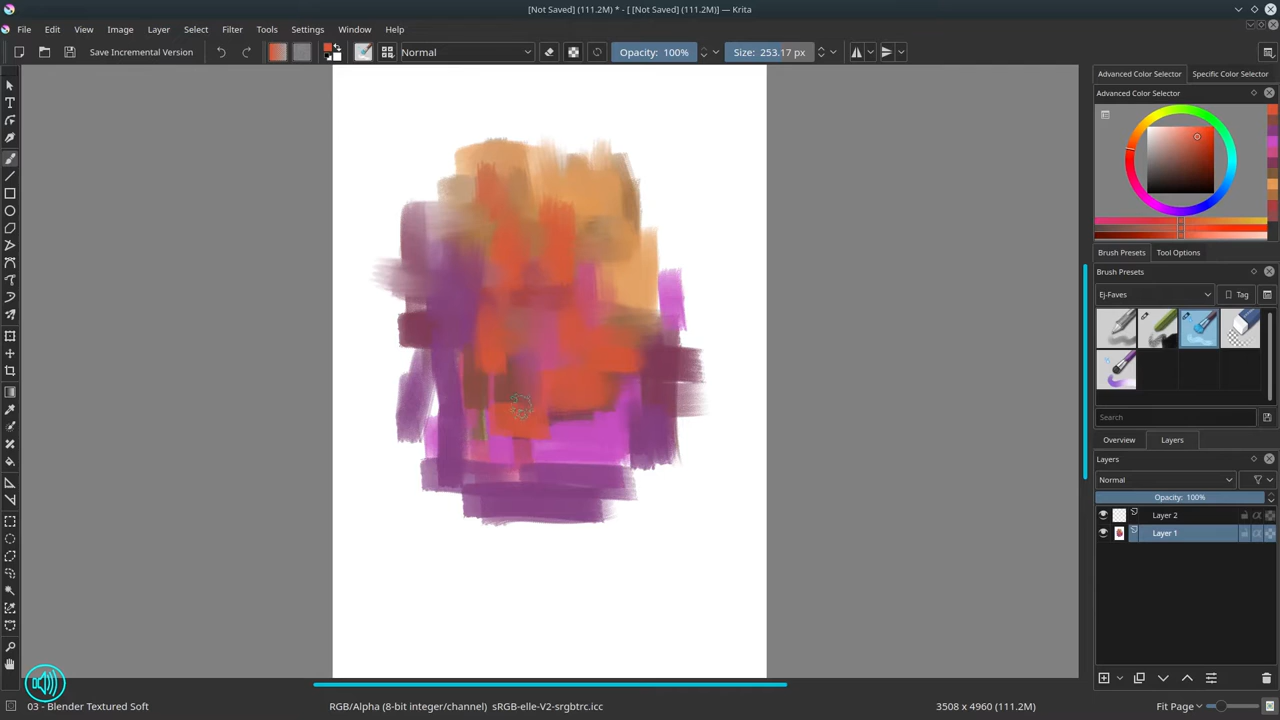 [Not Saved] (111.2M) * - [ [Not Saved] (111.2M)] — Krita
File Edit View Image Layer Select Filter Tools Settings Window Help
Save Incremental Version Normal Opacity: 100% Size: 253.17 px
Advanced Color Selector Specific Color Selector
Advanced Color Selector
Brush Presets Tool Options
Brush Presets
Ej-Faves Tag
Search
Overview Layers
Layers
Normal
Opacity: 100%
Layer 2
Layer 1
03 - Blender Textured Soft RGB/Alpha (8-bit integer/channel) sRGB-elle-V2-srgbtrc.icc 3508 x 4960 (111.2M) Fit Page